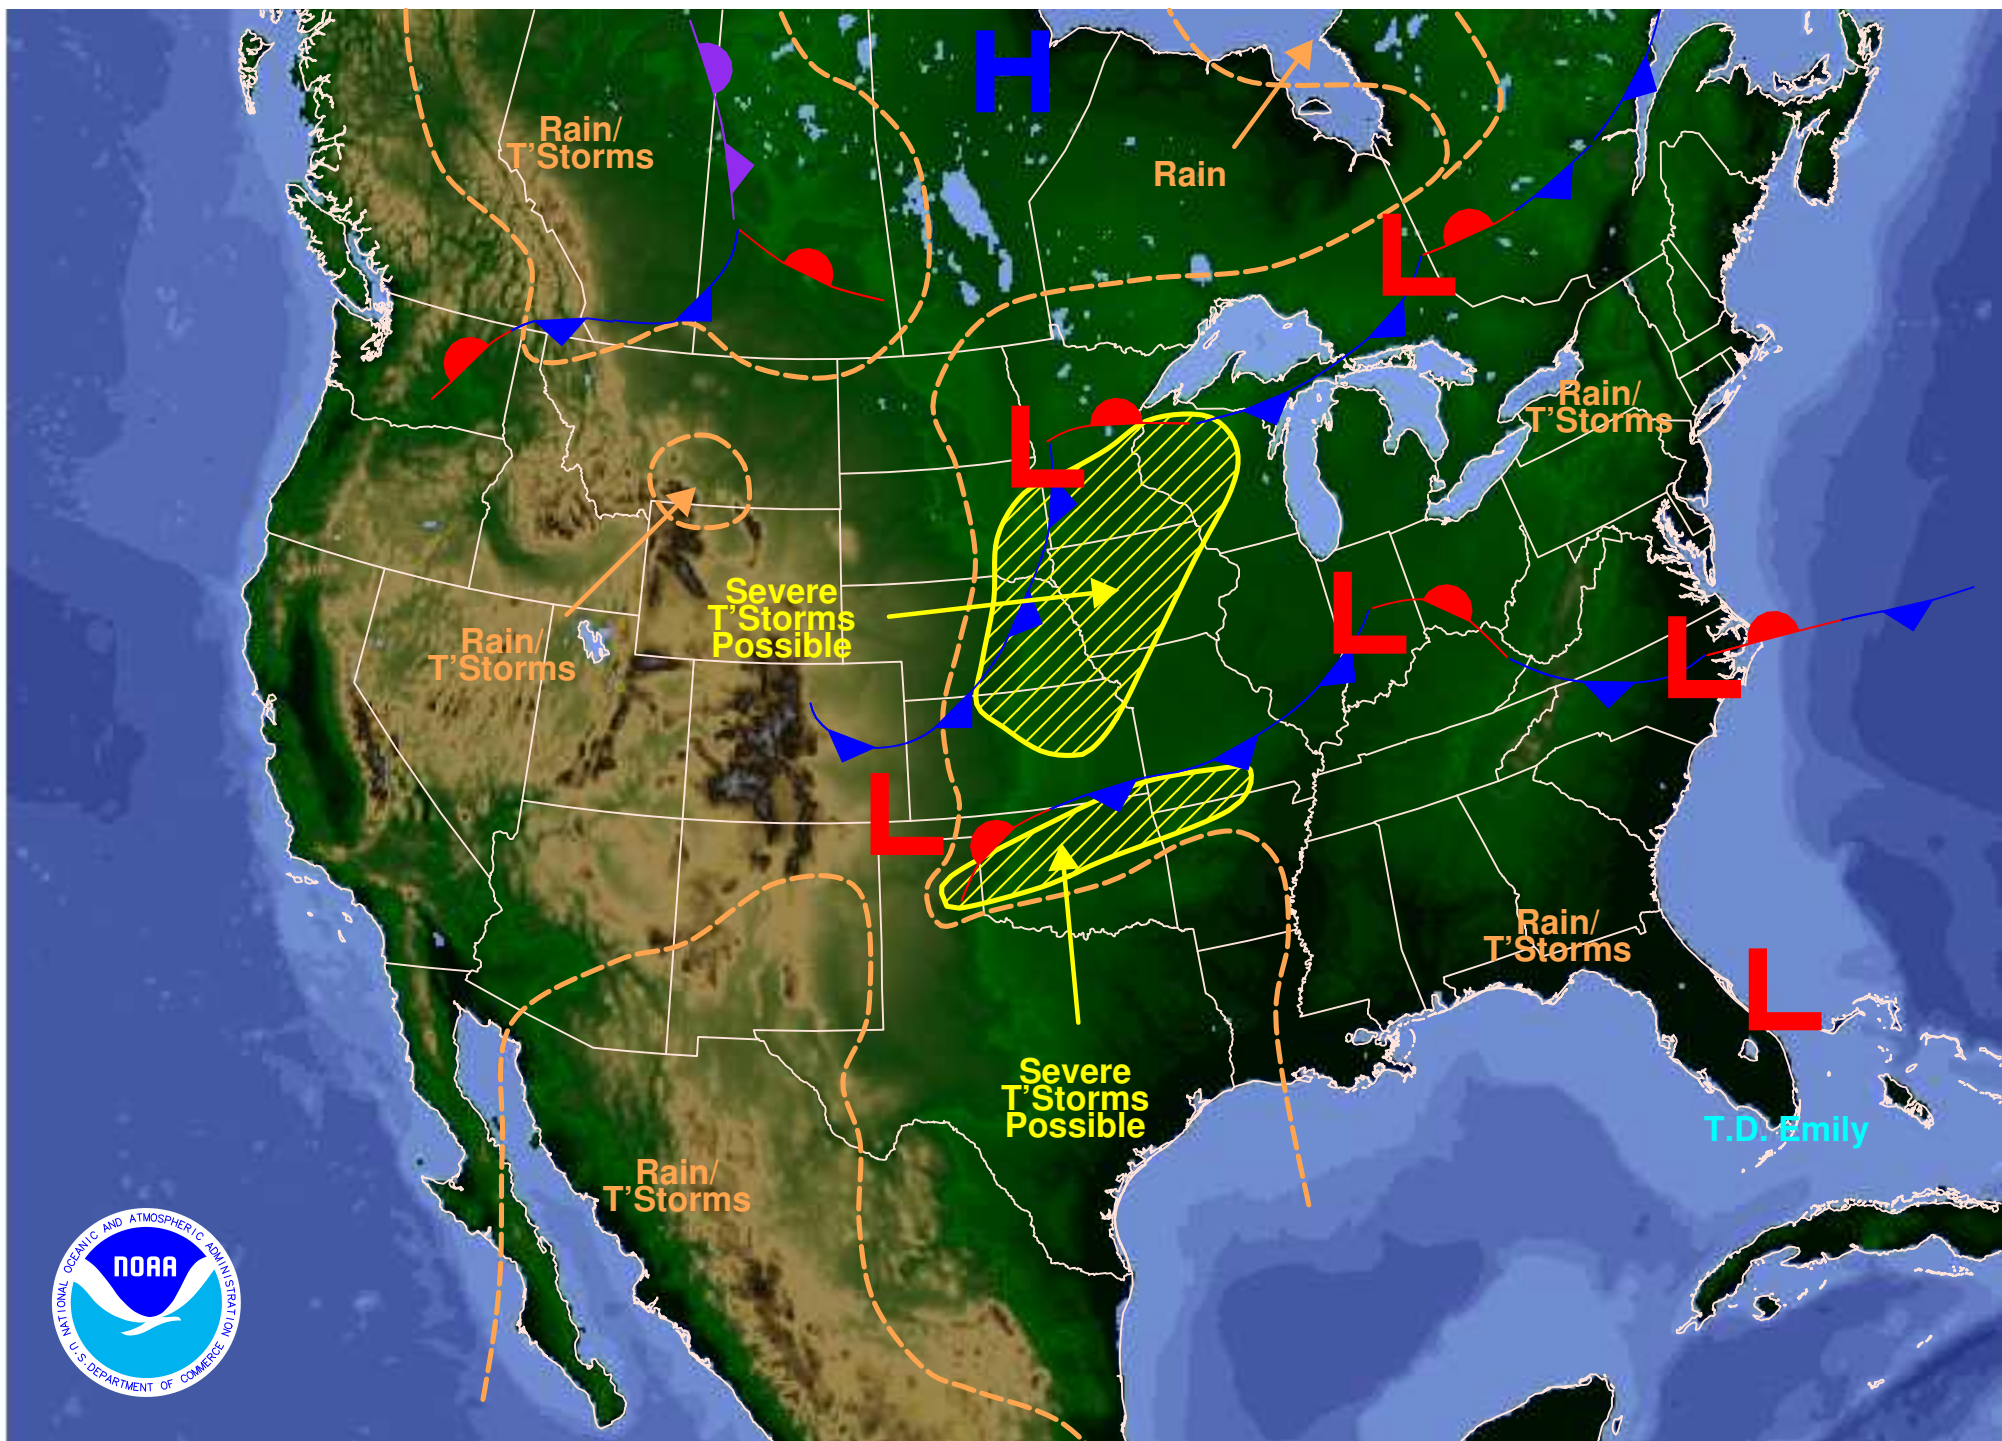 H
Rain/
T'Storms
Rain
L
Rain/
T'Storms
L
Severe
T'Storms
Possible
Rain/
T'Storms
L
L
L
Rain/
T'Storms
L
Severe
T'Storms
Possible
T.D. Emily
Rain/
T'Storms
NATIONAL OCEANIC AND ATMOSPHERIC ADMINISTRATION
NOAA
U.S. DEPARTMENT OF COMMERCE